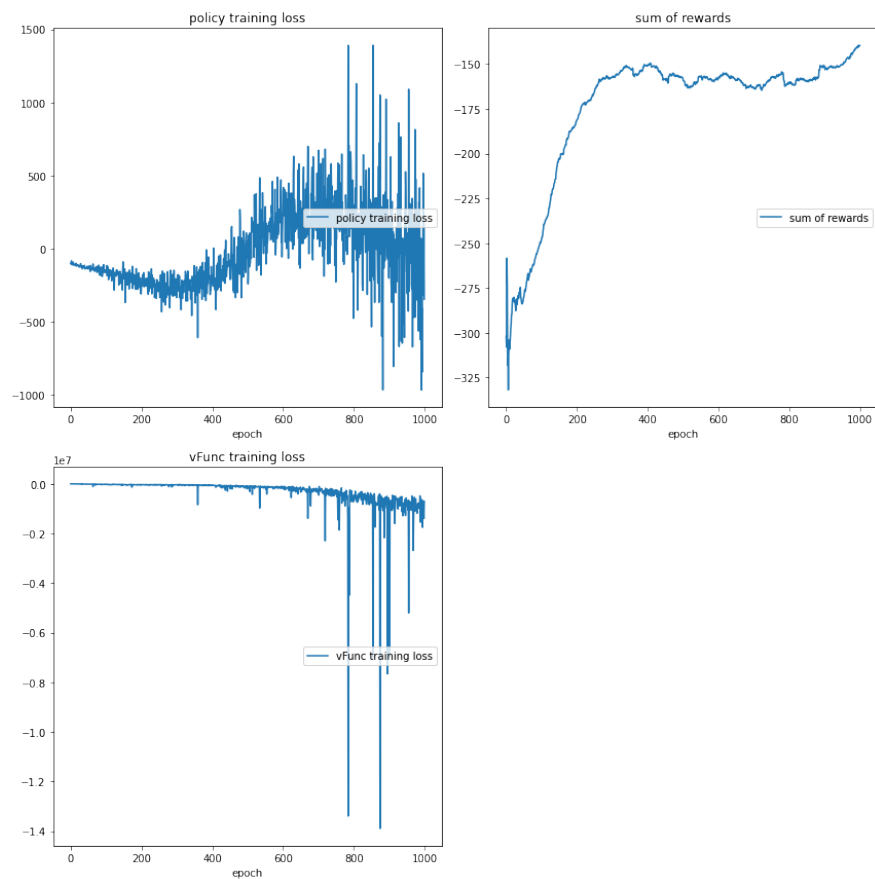 policy training loss
1500
1000
500
0
−500
−1000
0 200 400 600 800 1000
epoch
policy training loss
sum of rewards
−150
−175
−200
−225
−250
−275
−300
−325
0 200 400 600 800 1000
epoch
sum of rewards
vFunc training loss
1e7
0.0
−0.2
−0.4
−0.6
−0.8
−1.0
−1.2
−1.4
0 200 400 600 800 1000
epoch
vFunc training loss